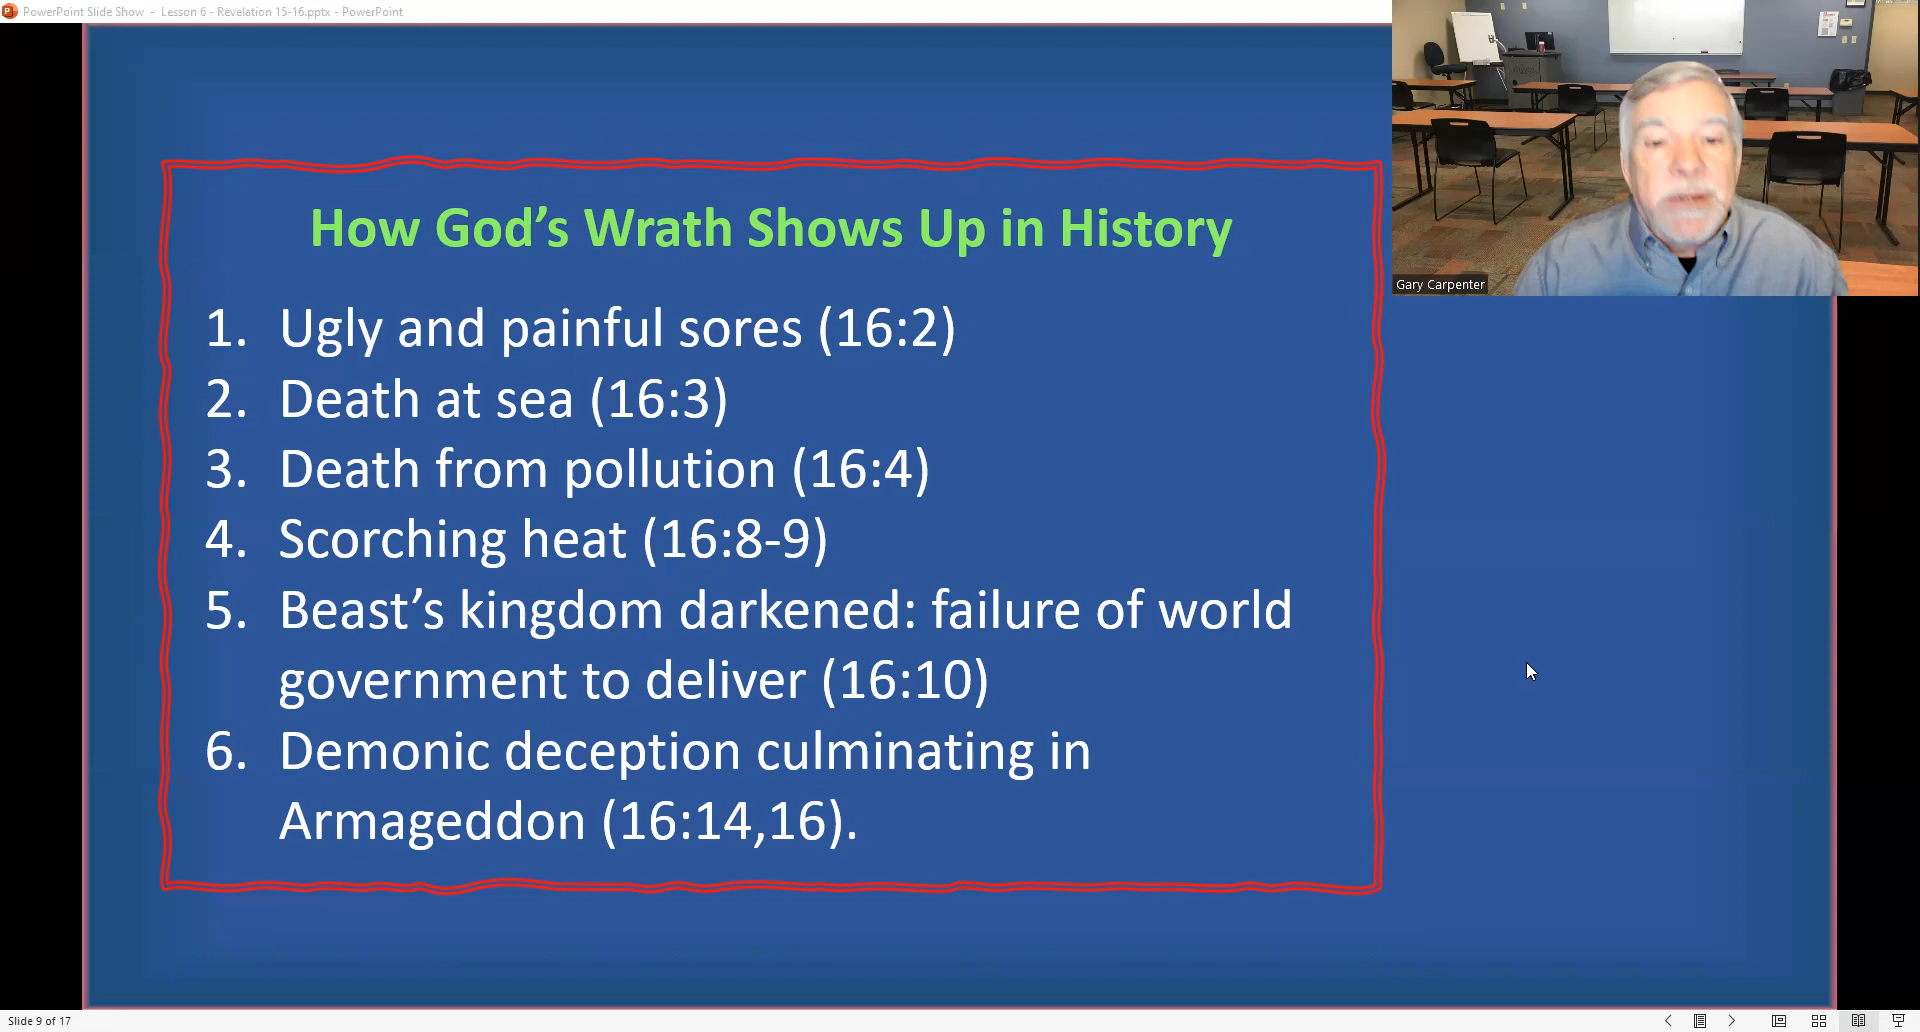 PowerPoint Slide Show - Lesson 6 - Revelation 15-16.pptx - PowerPoint
Gary Carpenter
How God’s Wrath Shows Up in History
1. Ugly and painful sores (16:2)
2. Death at sea (16:3)
3. Death from pollution (16:4)
4. Scorching heat (16:8-9)
5. Beast’s kingdom darkened: failure of world
government to deliver (16:10)
6. Demonic deception culminating in
Armageddon (16:14,16).
Slide 9 of 17